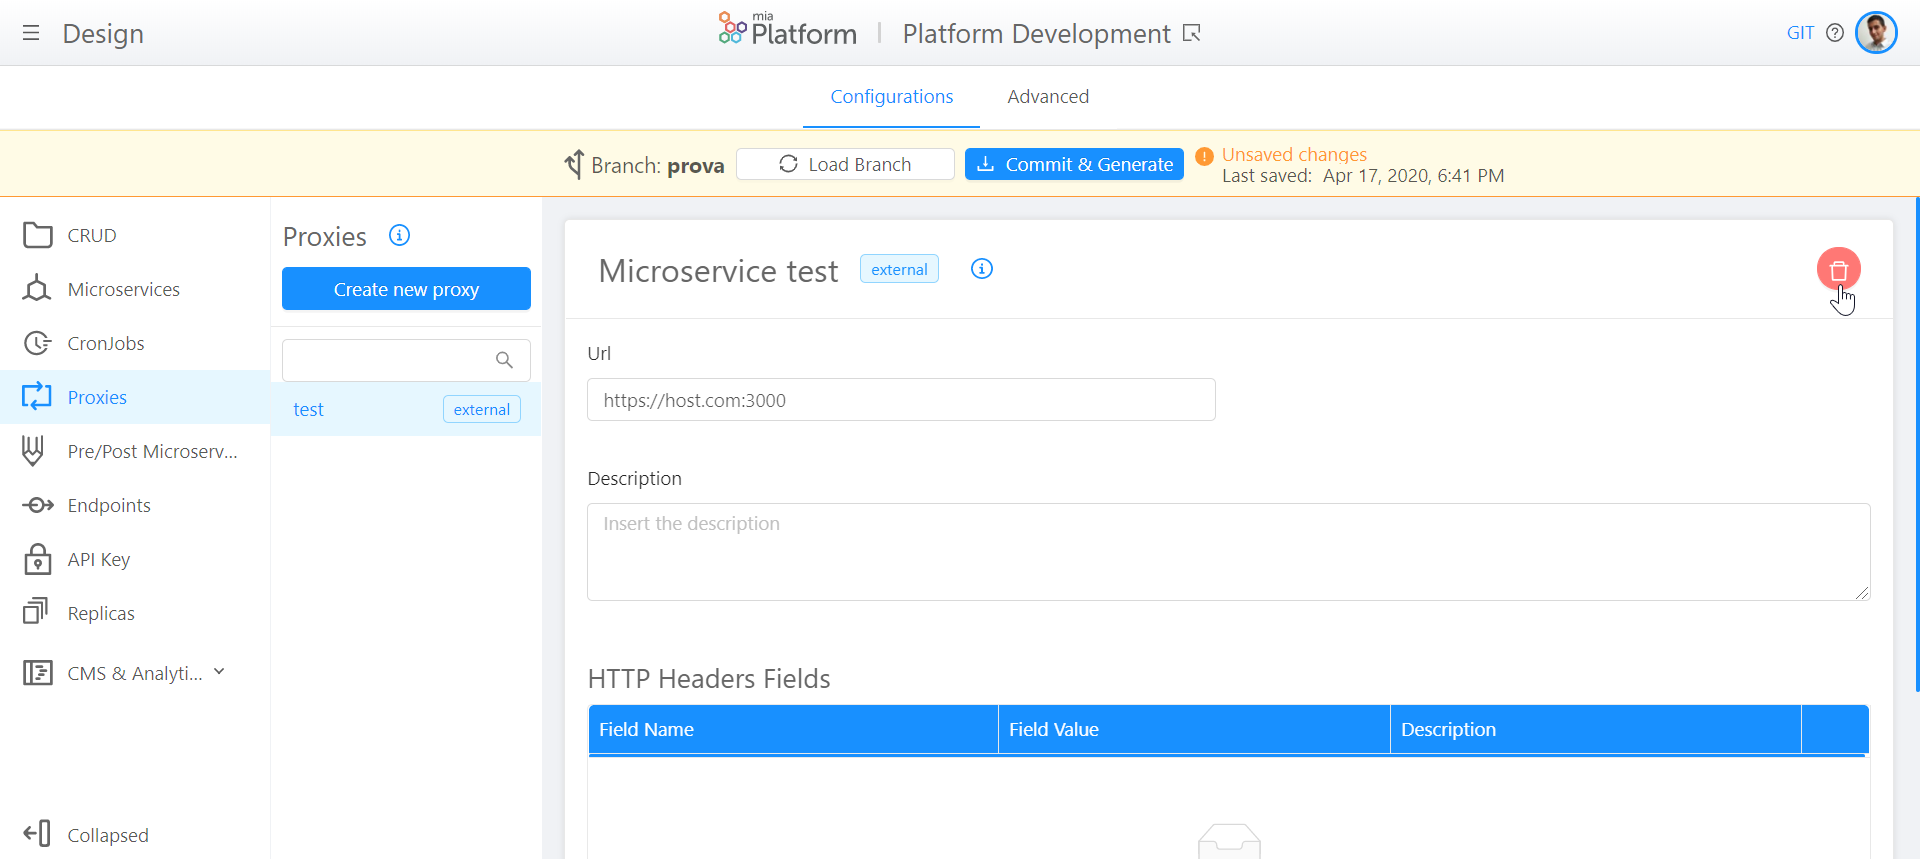 Design
mia
Platform
Platform Development
GIT
Configurations
Advanced
Branch: prova
Load Branch
Commit & Generate
Unsaved changes
Last saved: Apr 17, 2020, 6:41 PM
CRUD
Microservices
CronJobs
Proxies
Pre/Post Microserv...
Endpoints
API Key
Replicas
CMS & Analyti...
Collapsed
Proxies
Create new proxy
test
external
Microservice test
external
Url
https://host.com:3000
Description
Insert the description
HTTP Headers Fields
Field Name
Field Value
Description